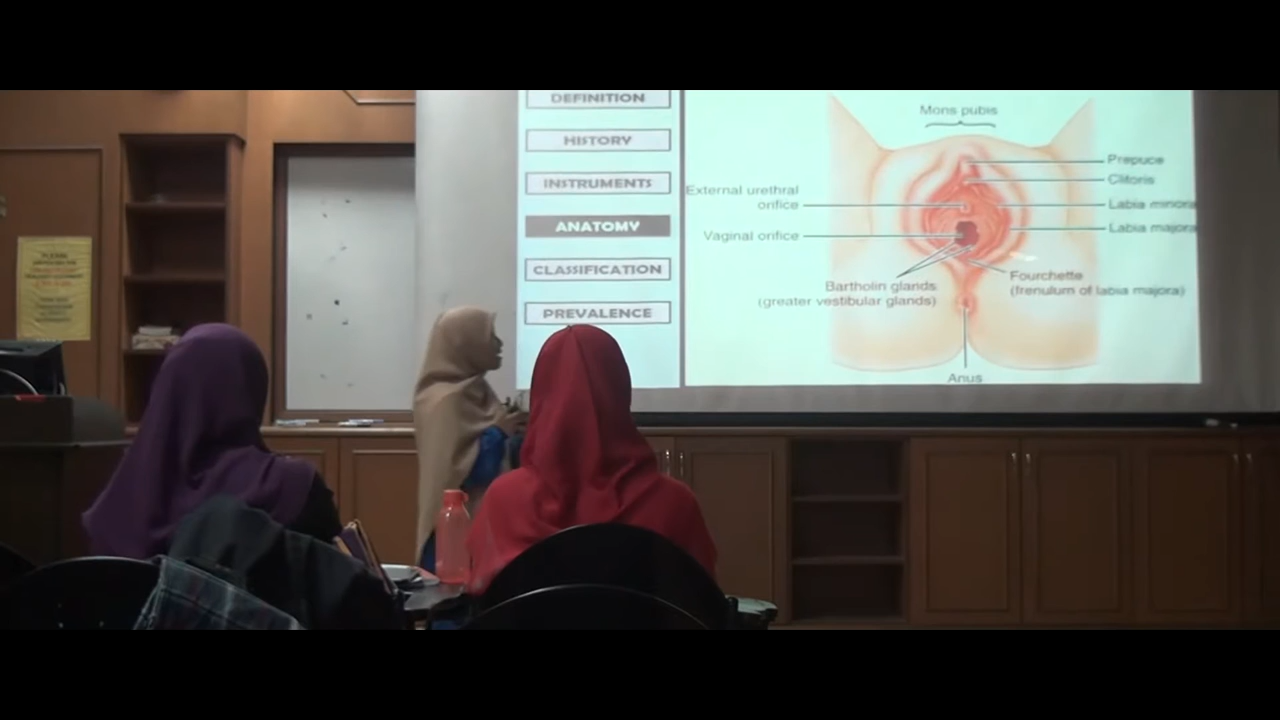 DEFINITION
HISTORY
INSTRUMENTS
ANATOMY
CLASSIFICATION
PREVALENCE
Mons pubis
Prepuce
Clitoris
Labia minora
Labia majora
External urethral
orifice
Vaginal orifice
Bartholin glands
(greater vestibular glands)
Fourchette
(frenulum of labia majora)
Anus
PLEASE